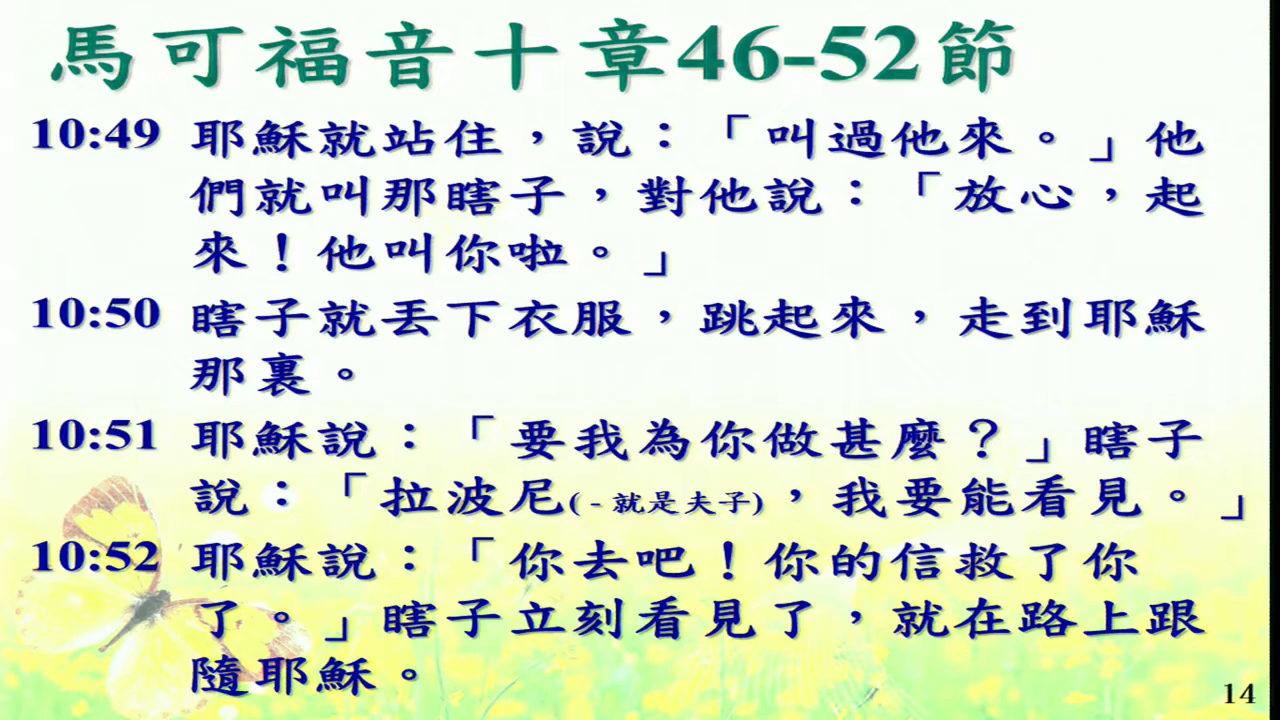 馬可福音十章46-52節
10:49 耶穌就站住，說：「叫過他來。」他
們就叫那瞎子，對他說：「放心，起
來！他叫你啦。」
10:50 瞎子就丟下衣服，跳起來，走到耶穌
那裏。
10:51 耶穌說：「要我為你做甚麼？」瞎子
說：「拉波尼(-就是夫子)，我要能看見。」
10:52 耶穌說：「你去吧！你的信救了你
了。」瞎子立刻看見了，就在路上跟
隨耶穌。
14